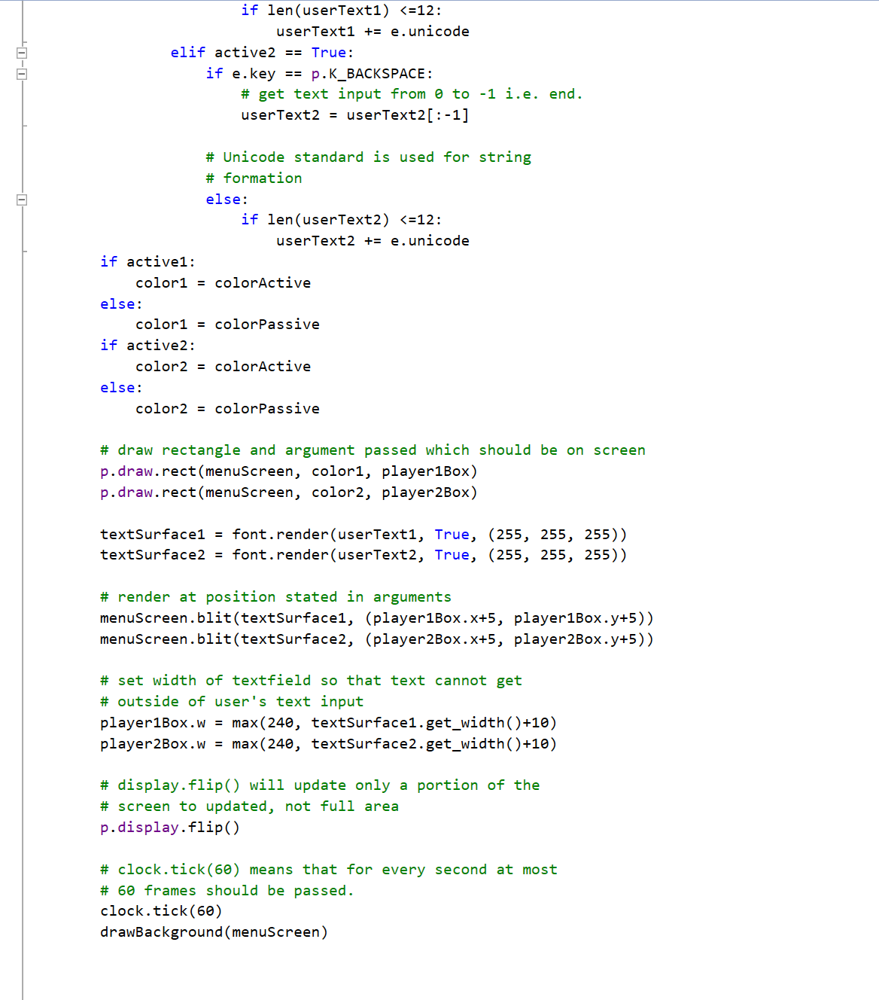 if len(userText1) <=12:
userText1 += e.unicode
elif active2 == True:
if e.key == p.K_BACKSPACE:
# get text input from 0 to -1 i.e. end.
userText2 = userText2[:-1]
# Unicode standard is used for string
# formation
else:
if len(userText2) <=12:
userText2 += e.unicode
if active1:
color1 = colorActive
else:
color1 = colorPassive
if active2:
color2 = colorActive
else:
color2 = colorPassive
# draw rectangle and argument passed which should be on screen
p.draw.rect(menuScreen, color1, player1Box)
p.draw.rect(menuScreen, color2, player2Box)
textSurface1 = font.render(userText1, True, (255, 255, 255))
textSurface2 = font.render(userText2, True, (255, 255, 255))
# render at position stated in arguments
menuScreen.blit(textSurface1, (player1Box.x+5, player1Box.y+5))
menuScreen.blit(textSurface2, (player2Box.x+5, player2Box.y+5))
# set width of textfield so that text cannot get
# outside of user's text input
player1Box.w = max(240, textSurface1.get_width()+10)
player2Box.w = max(240, textSurface2.get_width()+10)
# display.flip() will update only a portion of the
# screen to updated, not full area
p.display.flip()
# clock.tick(60) means that for every second at most
# 60 frames should be passed.
clock.tick(60)
drawBackground(menuScreen)